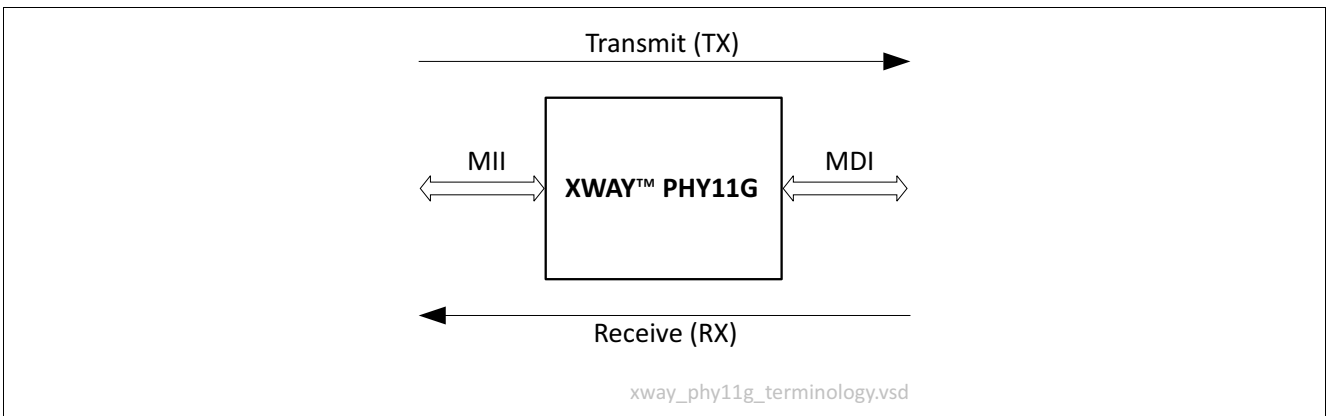 Transmit (TX)
MII
XWAY™ PHY11G
MDI
Receive (RX)
xway_phy11g_terminology.vsd